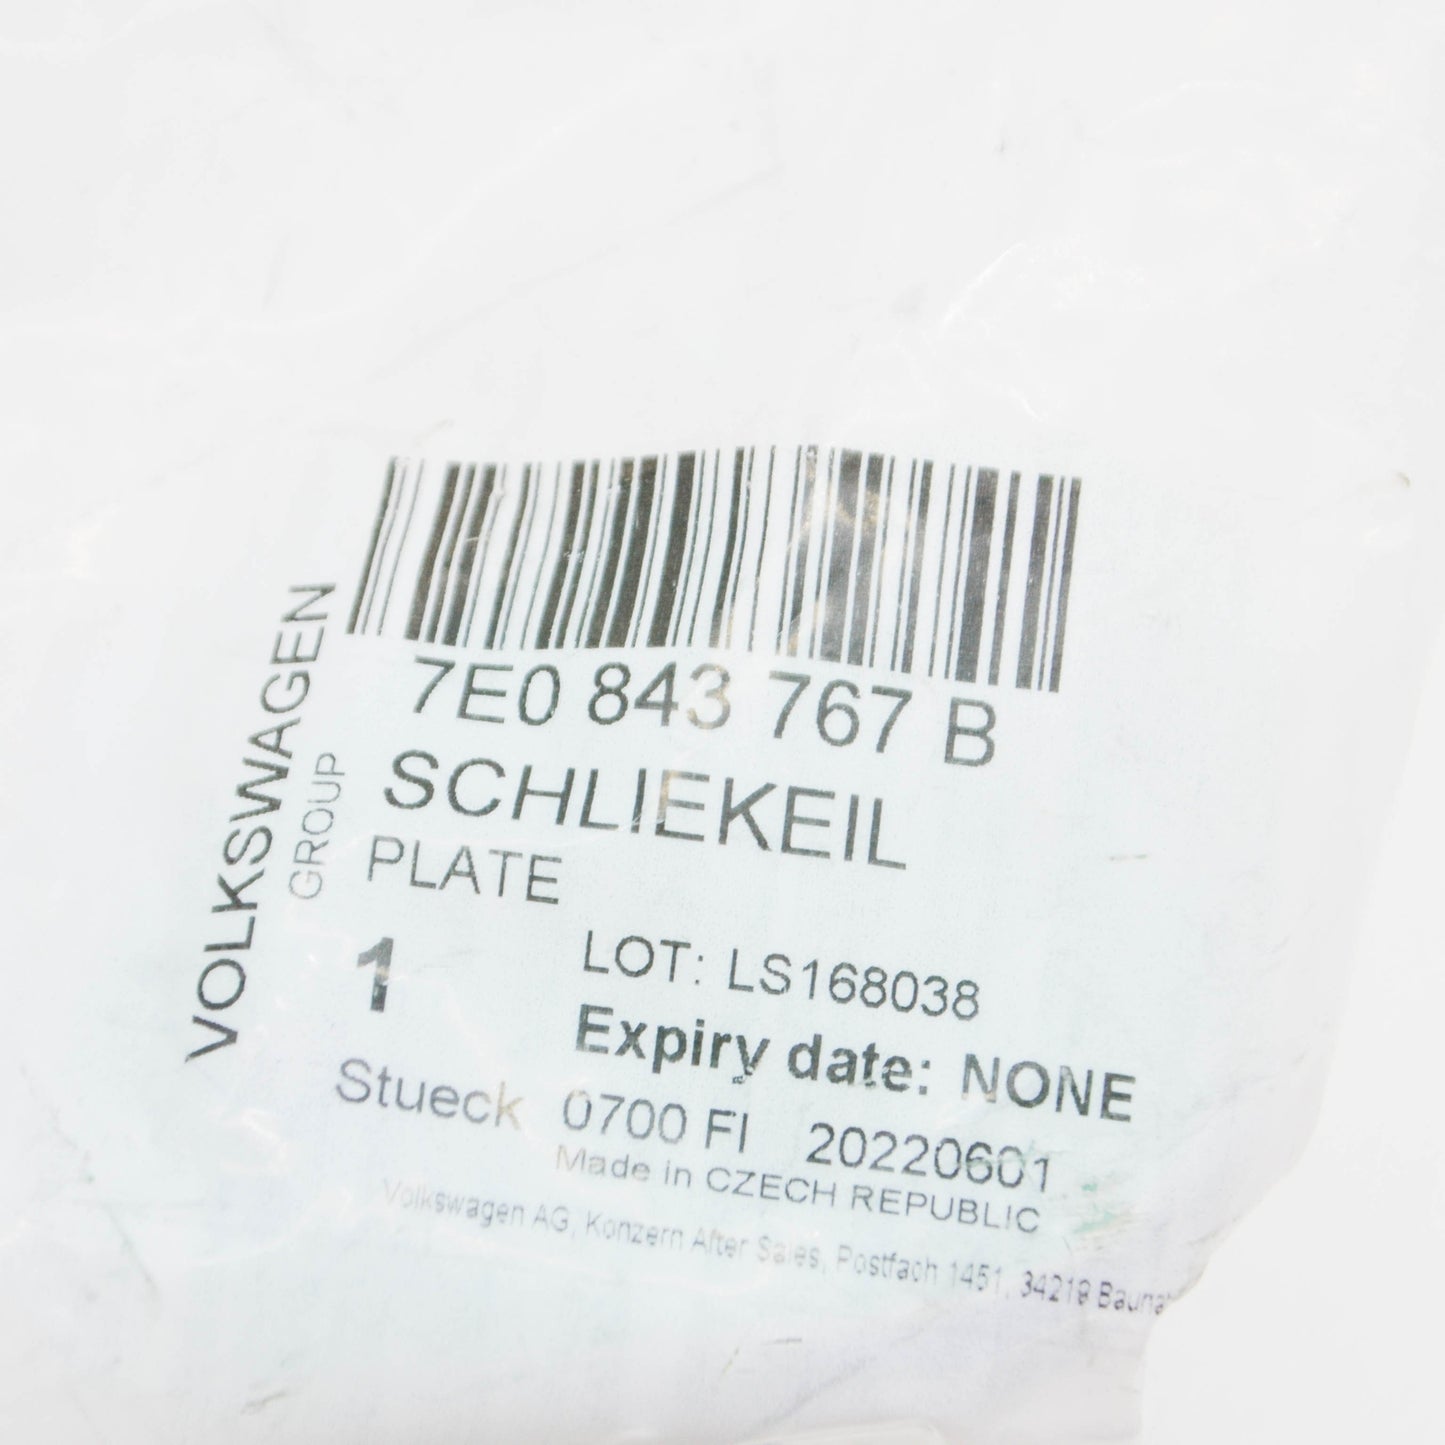 VOLKSWAGEN
GROUP
7E0 843 767 B
SCHLIEKEIL
PLATE
1
LOT: LS168038
Expiry date: NONE
Stueck 0700 FI 20220601
Made in CZECH REPUBLIC
Volkswagen AG, Konzern After Sales, Postfach 1451, 34219